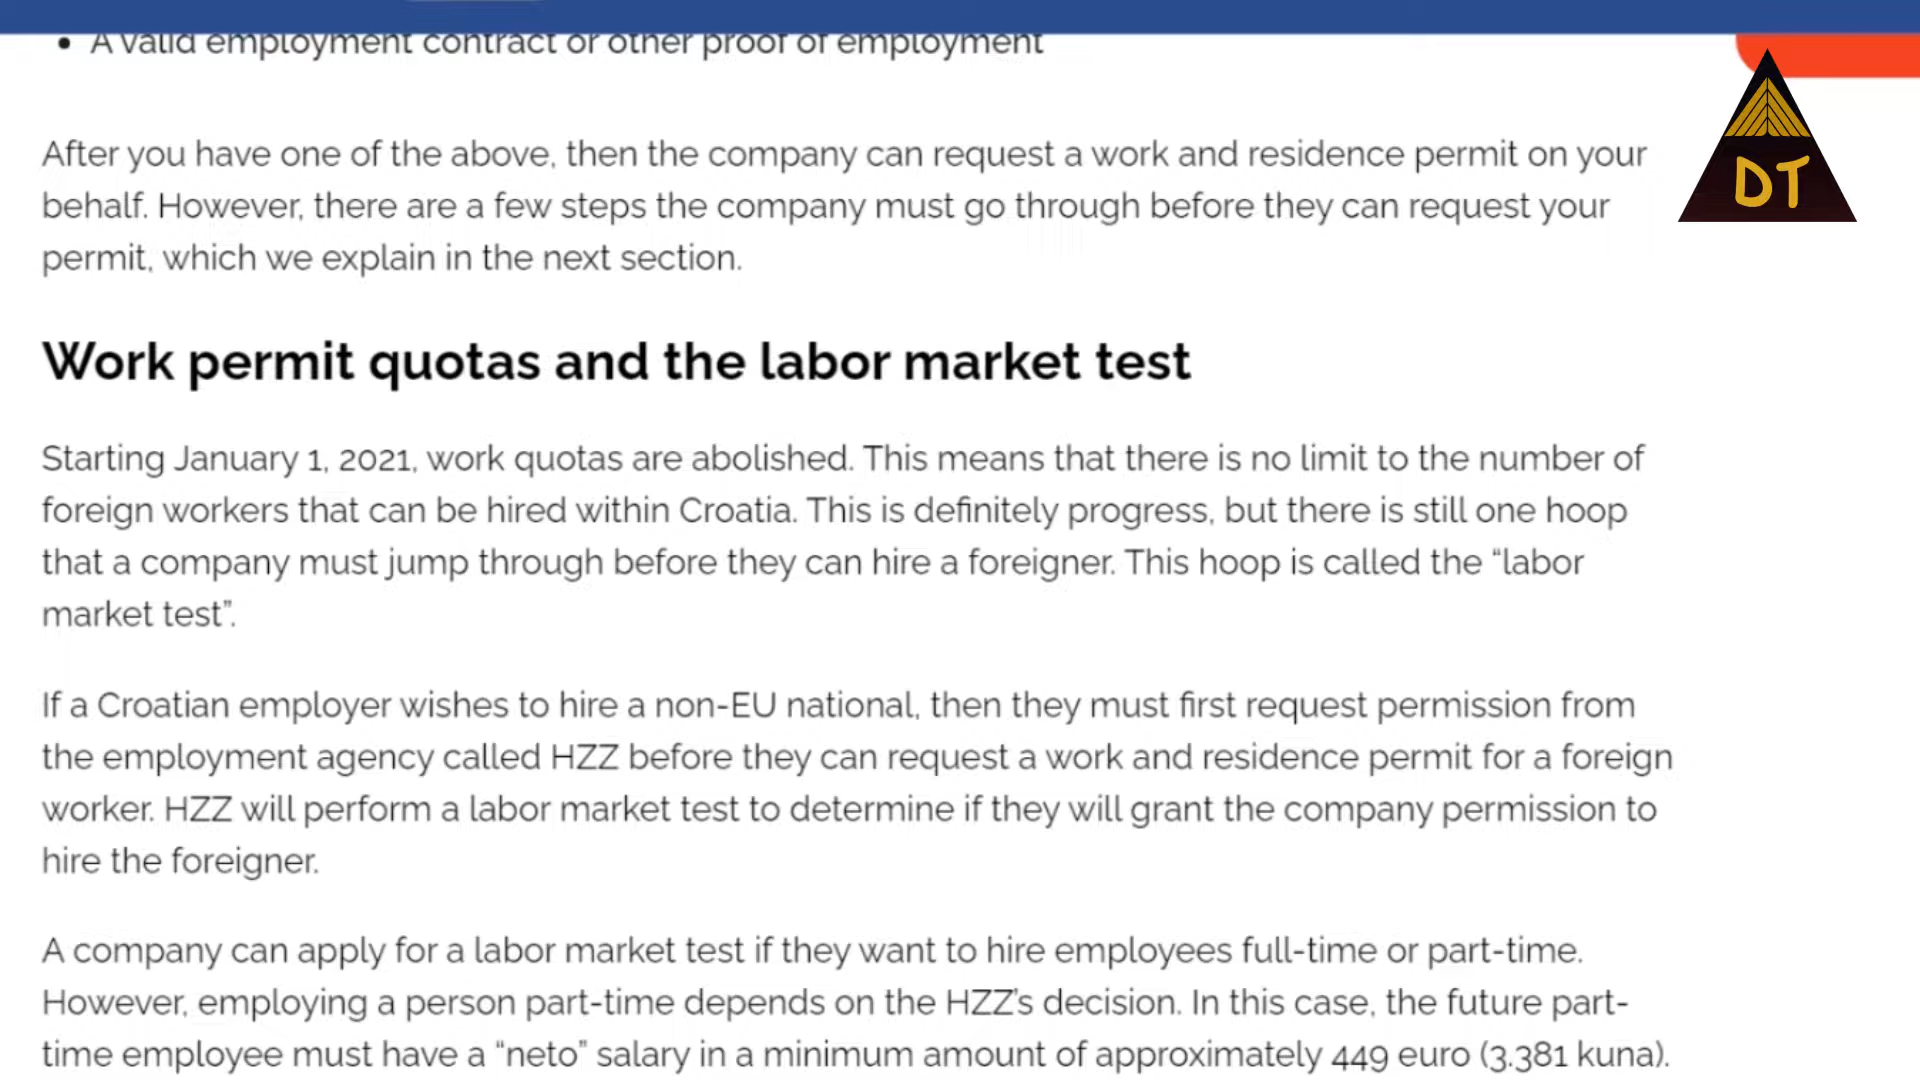 • A valid employment contract or other proof of employment
DT
After you have one of the above, then the company can request a work and residence permit on your
behalf. However, there are a few steps the company must go through before they can request your
permit, which we explain in the next section.
Work permit quotas and the labor market test
Starting January 1, 2021, work quotas are abolished. This means that there is no limit to the number of
foreign workers that can be hired within Croatia. This is definitely progress, but there is still one hoop
that a company must jump through before they can hire a foreigner. This hoop is called the “labor
market test”.
If a Croatian employer wishes to hire a non-EU national, then they must first request permission from
the employment agency called HZZ before they can request a work and residence permit for a foreign
worker. HZZ will perform a labor market test to determine if they will grant the company permission to
hire the foreigner.
A company can apply for a labor market test if they want to hire employees full-time or part-time.
However, employing a person part-time depends on the HZZ’s decision. In this case, the future part-
time employee must have a “neto” salary in a minimum amount of approximately 449 euro (3.381 kuna).